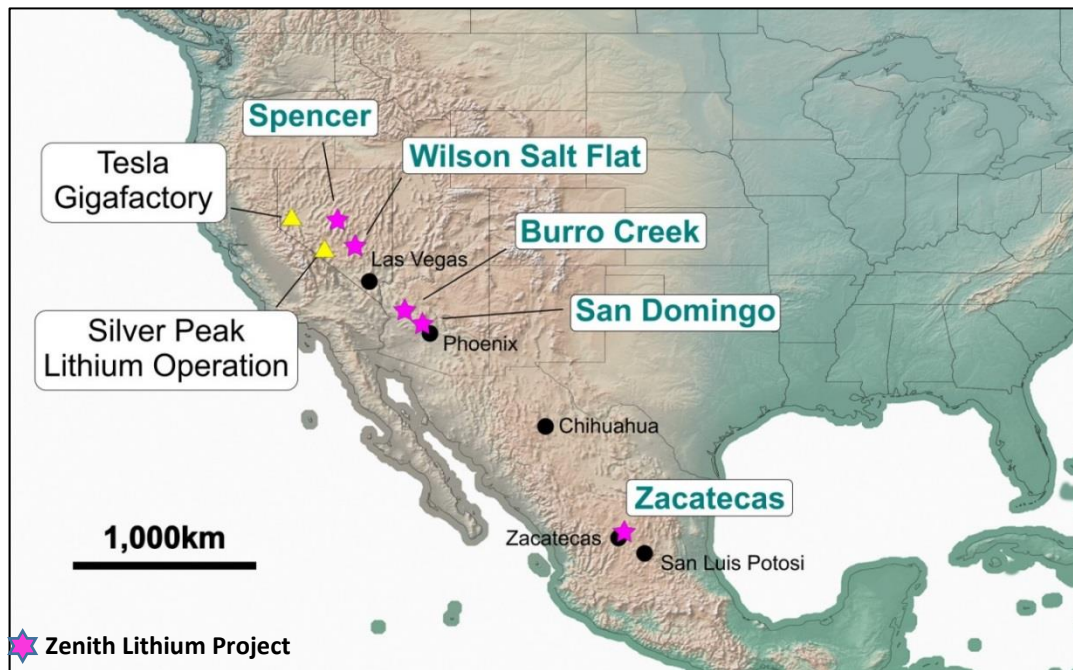 Spencer
Tesla
Gigafactory
Wilson Salt Flat
Burro Creek
Las Vegas
San Domingo
Silver Peak
Lithium Operation
Phoenix
Chihuahua
Zacatecas
1,000km
Zacatecas
San Luis Potosi
Zenith Lithium Project